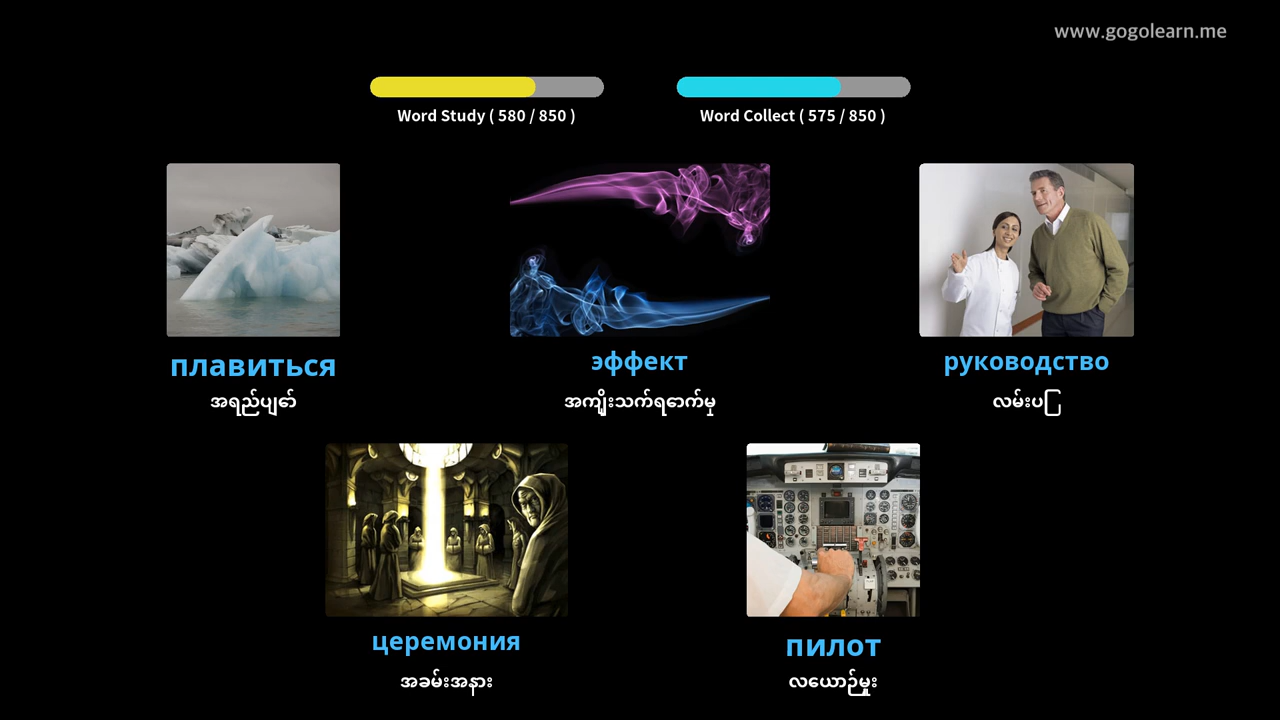 www.gogolearn.me
Word Study ( 580 / 850 )
Word Collect ( 575 / 850 )
плавиться
အရည်ပျော်
эффект
အကျိုးသက်ရောက်မှု
руководство
လမ်းပြ
церемония
အခမ်းအနား
пилот
လေယာဉ်မှူး